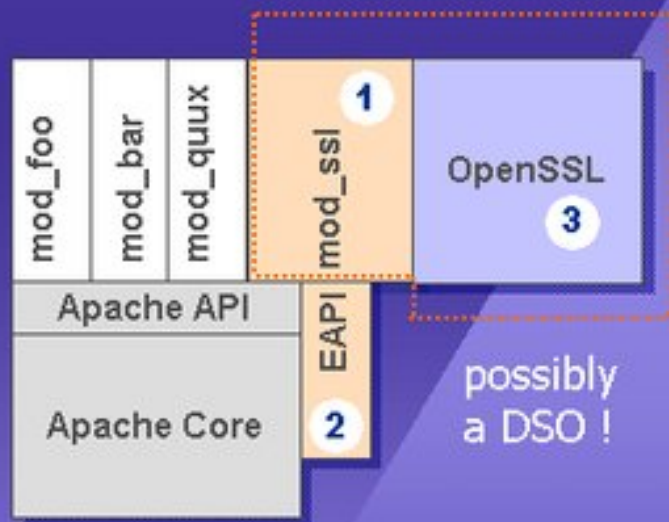 mod_foo
mod_bar
mod_quux
mod_ssl
1
OpenSSL
3
Apache API
EAPI
2
Apache Core
possibly
a DSO !